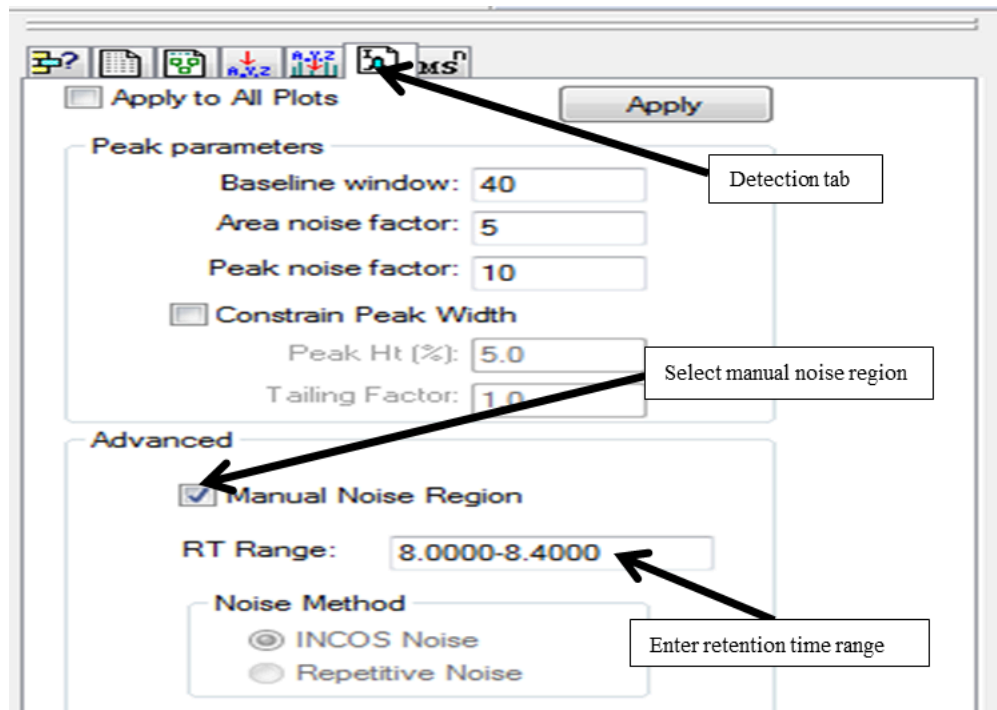 A,Y,Z
A·Y·Z
MSⁿ
Apply to All Plots
Apply
Peak parameters
Detection tab
Baseline window: 40
Area noise factor: 5
Peak noise factor: 10
Constrain Peak Width
Peak Ht (%): 5.0
Select manual noise region
Tailing Factor: 1.0
Advanced
Manual Noise Region
RT Range: 8.0000-8.4000
Noise Method
INCOS Noise
Enter retention time range
Repetitive Noise